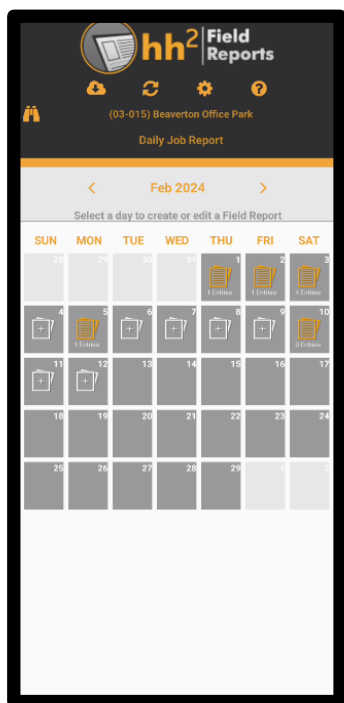 hh2 Field Reports
(03-015) Beaverton Office Park
Daily Job Report
Feb 2024
Select a day to create or edit a Field Report
SUN MON TUE WED THU FRI SAT
28 29 30 31 1 2 3
1 Entries 1 Entries 4 Entries
4 5 6 7 8 9 10
1 Entries 0 Entries
11 12 13 14 15 16 17
18 19 20 21 22 23 24
25 26 27 28 29 1 2